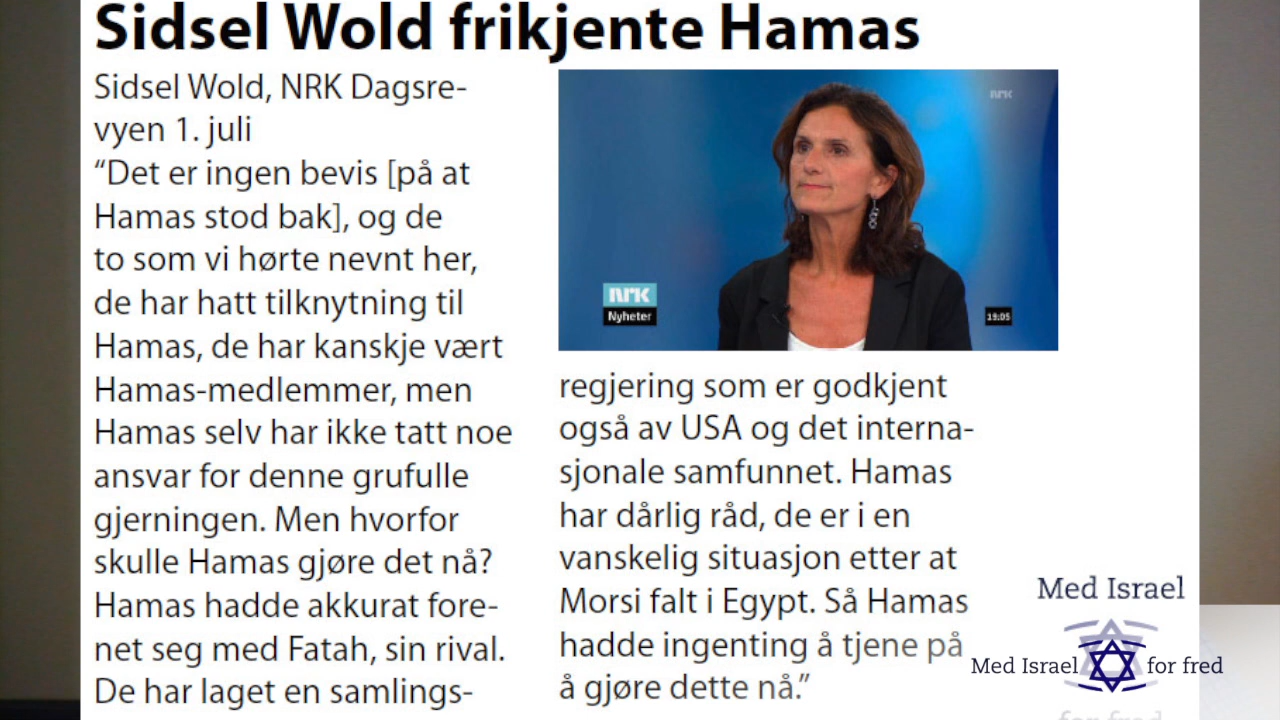 Sidsel Wold frikjente Hamas
Sidsel Wold, NRK Dagsre-
vyen 1. juli
“Det er ingen bevis [på at
Hamas stod bak], og de
to som vi hørte nevnt her,
de har hatt tilknytning til
Hamas, de har kanskje vært
Hamas-medlemmer, men
Hamas selv har ikke tatt noe
ansvar for denne grufulle
gjerningen. Men hvorfor
skulle Hamas gjøre det nå?
Hamas hadde akkurat fore-
net seg med Fatah, sin rival.
De har laget en samlings-
NRK
NRK
Nyheter
19:05
regjering som er godkjent
også av USA og det interna-
sjonale samfunnet. Hamas
har dårlig råd, de er i en
vanskelig situasjon etter at
Morsi falt i Egypt. Så Hamas
hadde ingenting å tjene på
å gjøre dette nå.”
Med Israel
Med Israel for fred
for fred